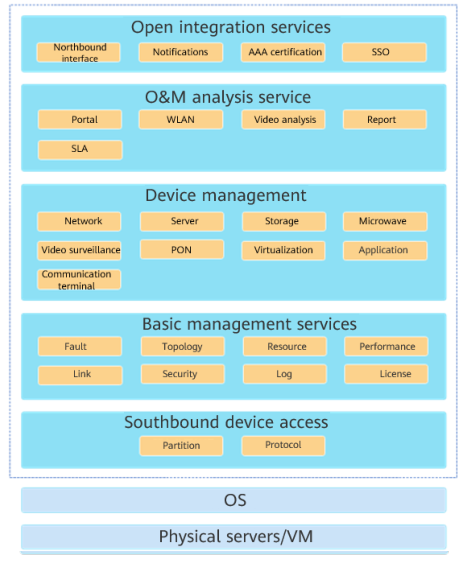 Open integration services
Northbound
interface
Notifications
AAA certification
SSO
O&M analysis service
Portal
WLAN
Video analysis
Report
SLA
Device management
Network
Server
Storage
Microwave
Video surveillance
PON
Virtualization
Application
Communication
terminal
Basic management services
Fault
Topology
Resource
Performance
Link
Security
Log
License
Southbound device access
Partition
Protocol
OS
Physical servers/VM